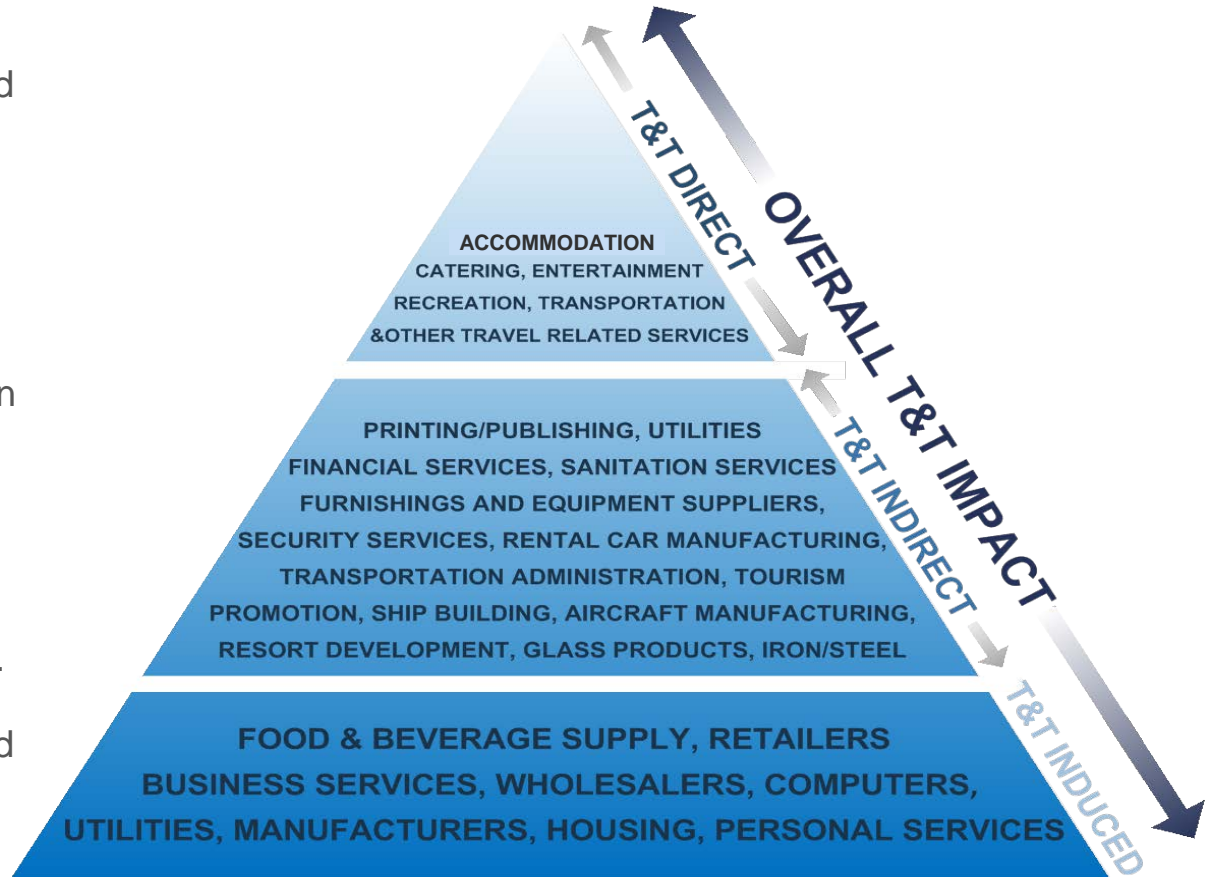 d
n
.
d
ACCOMMODATION
CATERING, ENTERTAINMENT
RECREATION, TRANSPORTATION
&OTHER TRAVEL RELATED SERVICES
PRINTING/PUBLISHING, UTILITIES
FINANCIAL SERVICES, SANITATION SERVICES
FURNISHINGS AND EQUIPMENT SUPPLIERS,
SECURITY SERVICES, RENTAL CAR MANUFACTURING,
TRANSPORTATION ADMINISTRATION, TOURISM
PROMOTION, SHIP BUILDING, AIRCRAFT MANUFACTURING,
RESORT DEVELOPMENT, GLASS PRODUCTS, IRON/STEEL
FOOD & BEVERAGE SUPPLY, RETAILERS
BUSINESS SERVICES, WHOLESALERS, COMPUTERS,
UTILITIES, MANUFACTURERS, HOUSING, PERSONAL SERVICES
T&T DIRECT
T&T INDIRECT
T&T INDUCED
OVERALL T&T IMPACT